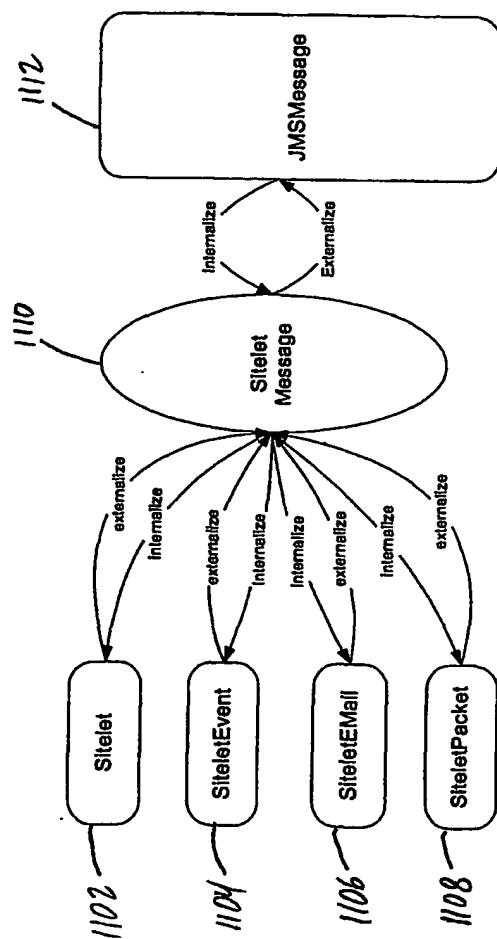 1102
Sitelet
1104
SiteletEvent
1106
SiteletEMail
1108
SiteletPacket
externalize
Internalize
externalize
Internalize
Internalize
externalize
Internalize
externalize
1110
Sitelet
Message
Internalize
Externalize
1112
JMSMessage